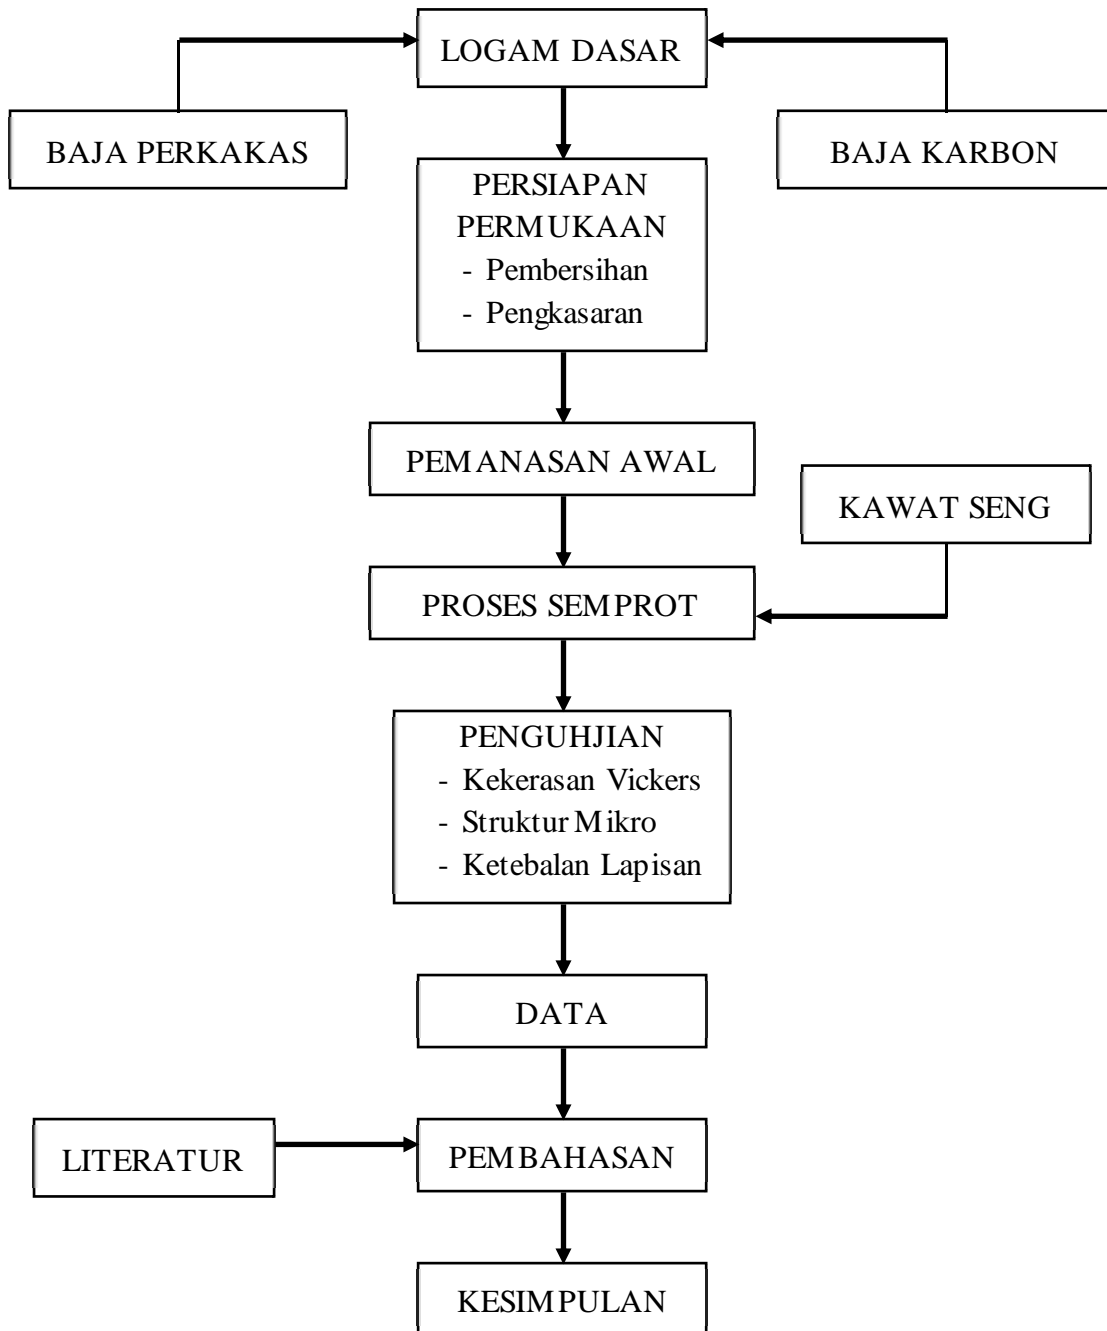 LOGAM DASAR
BAJA PERKAKAS
BAJA KARBON
PERSIAPAN
PERMUKAAN
- Pembersihan
- Pengkasaran
PEMANASAN AWAL
KAWAT SENG
PROSES SEMPROT
PENGUHJIAN
- Kekerasan Vickers
- Struktur Mikro
- Ketebalan Lapisan
DATA
LITERATUR
PEMBAHASAN
KESIMPULAN